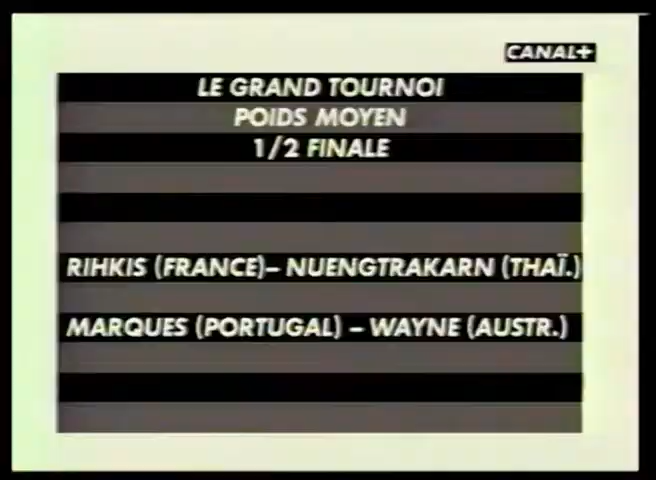 CANAL+
LE GRAND TOURNOI
POIDS MOYEN
1/2 FINALE
RIHKIS (FRANCE)– NUENGTRAKARN (THAÏ.)
MARQUES (PORTUGAL) – WAYNE (AUSTR.)